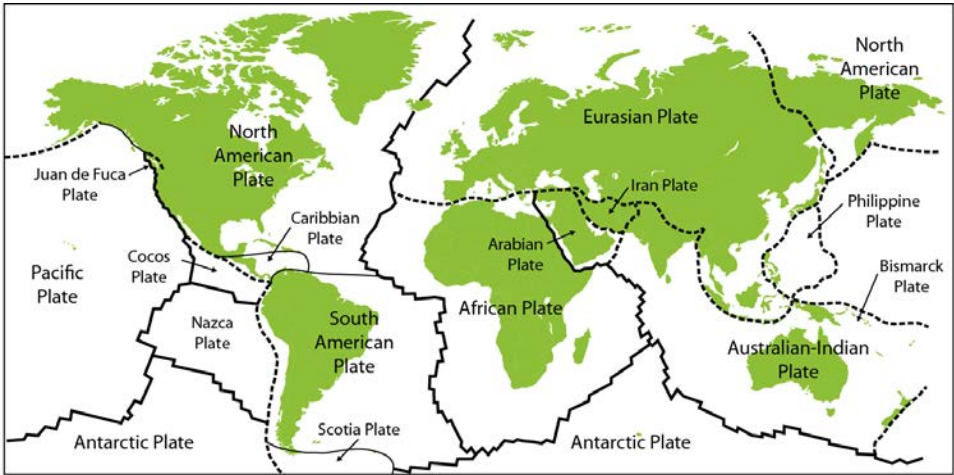 North
American
Plate
Eurasian Plate
North
American
Plate
Juan de Fuca
Plate
Iran Plate
Philippine
Plate
Caribbian
Plate
Arabian
Plate
Cocos
Plate
Bismarck
Plate
Pacific
Plate
African Plate
Nazca
Plate
South
American
Plate
Australian-Indian
Plate
Scotia Plate
Antarctic Plate
Antarctic Plate